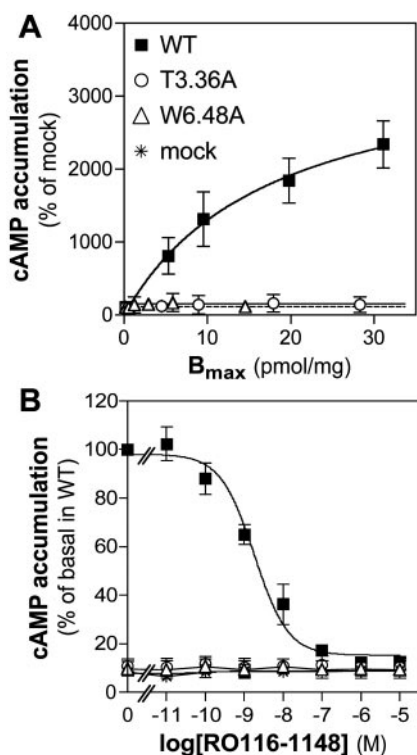 A
WT
T3.36A
W6.48A
mock
cAMP accumulation
(% of mock)
4000
3000
2000
1000
0
0 10 20 30
Bmax (pmol/mg)
B
cAMP accumulation
(% of basal in WT)
120
100
80
60
40
20
0
0 -11 -10 -9 -8 -7 -6 -5
log[RO116-1148] (M)